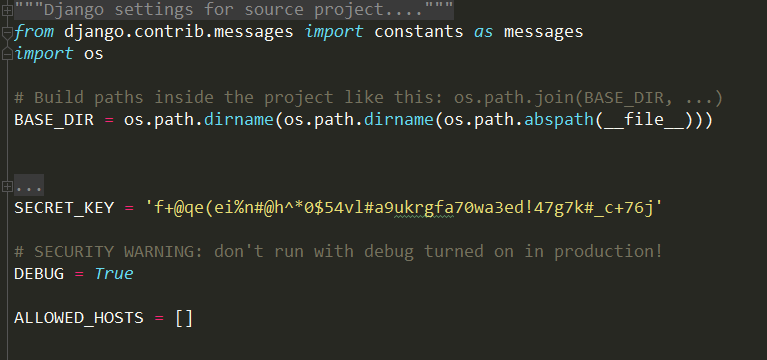 """Django settings for source project...."""
from django.contrib.messages import constants as messages
import os
# Build paths inside the project like this: os.path.join(BASE_DIR, ...)
BASE_DIR = os.path.dirname(os.path.dirname(os.path.abspath(__file__)))
...
SECRET_KEY = 'f+@qe(ei%n#@h^*0$54vl#a9ukrgfa70wa3ed!47g7k#_c+76j'
# SECURITY WARNING: don't run with debug turned on in production!
DEBUG = True
ALLOWED_HOSTS = []